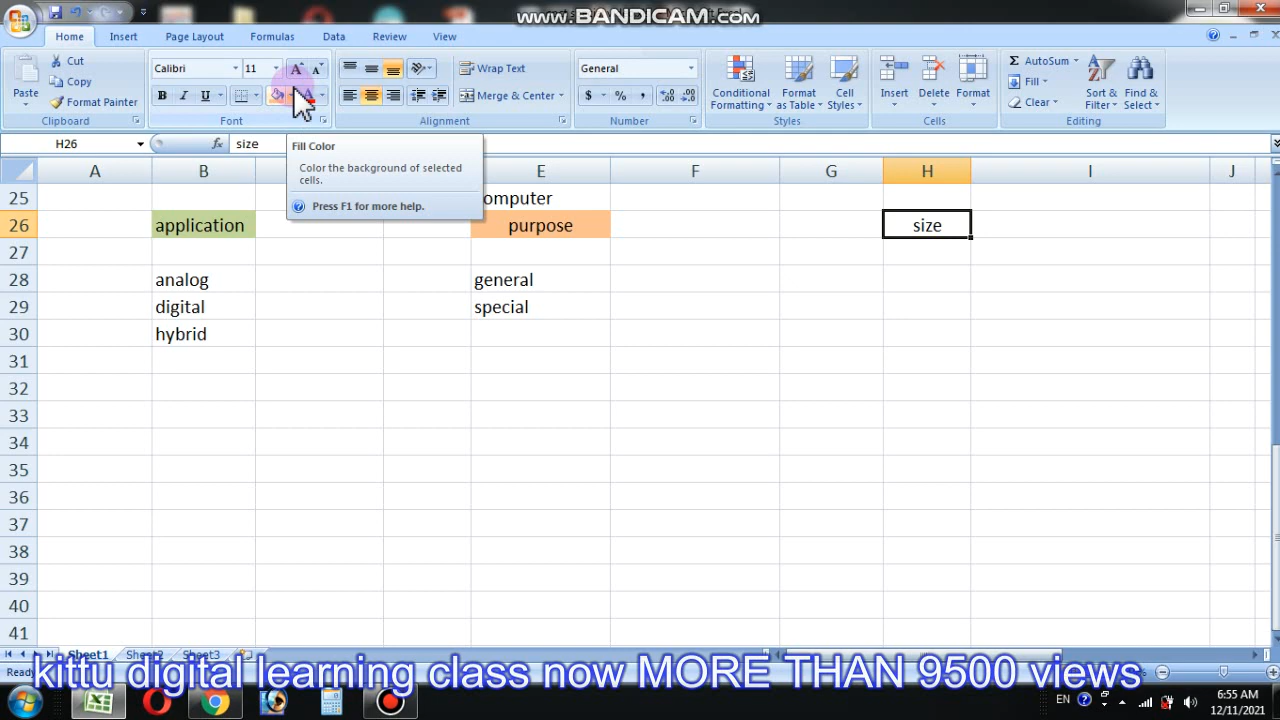 www.BANDICAM.com
Home Insert Page Layout Formulas Data Review View
Paste
Cut
Copy
Format Painter
Clipboard
Calibri 11
B I U
Font
Wrap Text
Merge & Center
Alignment
General
$ % ,
Number
Conditional Formatting
Format as Table
Cell Styles
Styles
Insert Delete Format
Cells
AutoSum
Fill
Clear
Sort & Filter
Find & Select
Editing
H26 fx size
Fill Color
Color the background of selected cells.
Press F1 for more help.
A B E F G H I J
25
26 application purpose size
27
28 analog general
29 digital special
30 hybrid
31
32
33
34
35
36
37
38
39
40
41
Sheet1 Sheet2 Sheet3
kittu digital learning class now MORE THAN 9500 views
EN 6:55 AM
12/11/2021